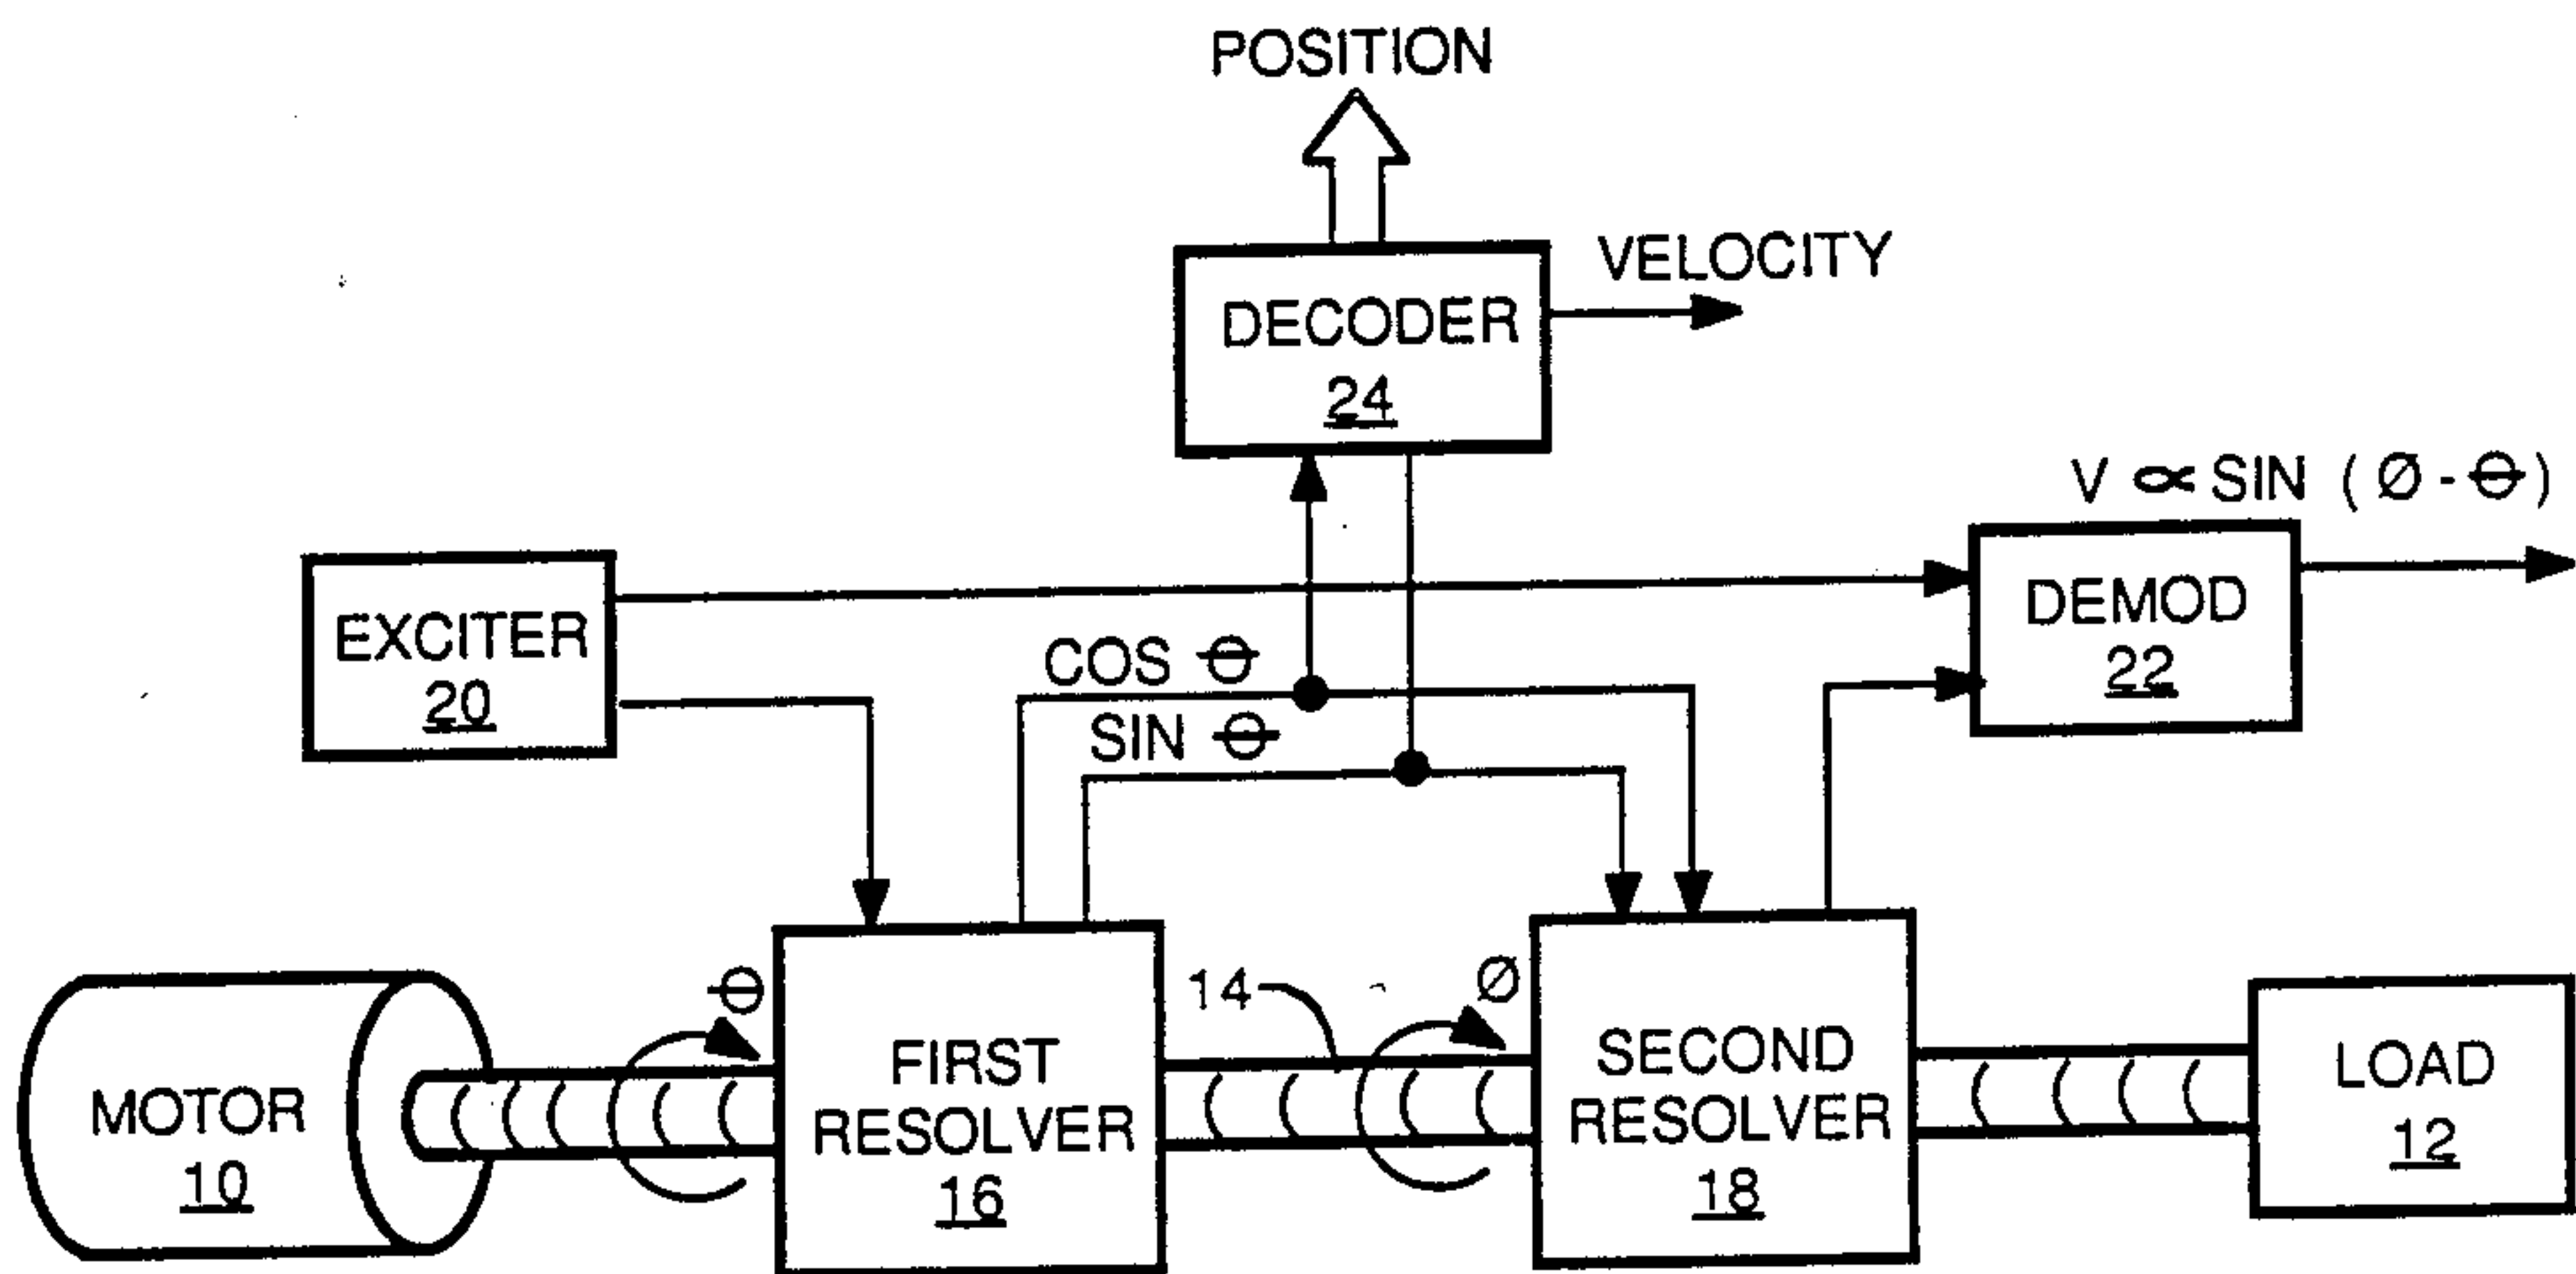 POSITION
VELOCITY
DECODER
24
V ∝ SIN ( Ø - Θ )
EXCITER
20
DEMOD
22
COS Θ
SIN Θ
Θ
14
Ø
MOTOR
10
FIRST
RESOLVER
16
SECOND
RESOLVER
18
LOAD
12